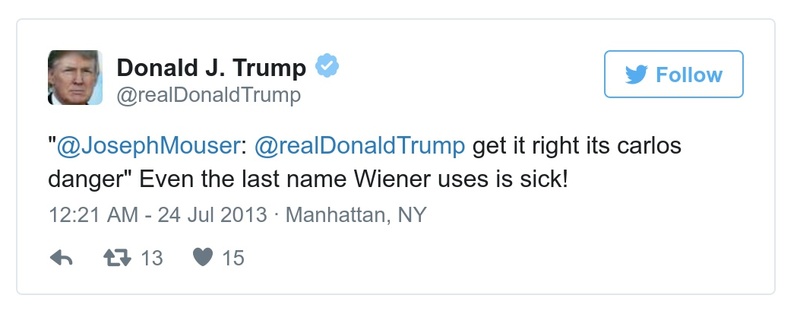 Donald J. Trump
@realDonaldTrump
Follow
"@JosephMouser: @realDonaldTrump get it right its carlos
danger" Even the last name Wiener uses is sick!
12:21 AM - 24 Jul 2013 · Manhattan, NY
13 15